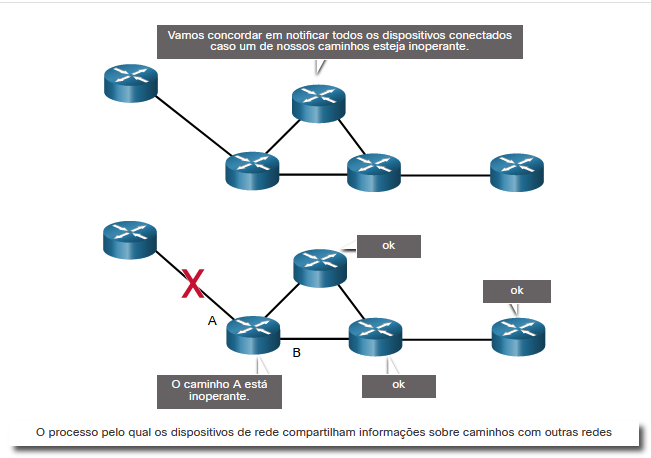 Vamos concordar em notificar todos os dispositivos conectados
caso um de nossos caminhos esteja inoperante.
ok
ok
X
A
B
O caminho A está
inoperante.
ok
O processo pelo qual os dispositivos de rede compartilham informações sobre caminhos com outras redes